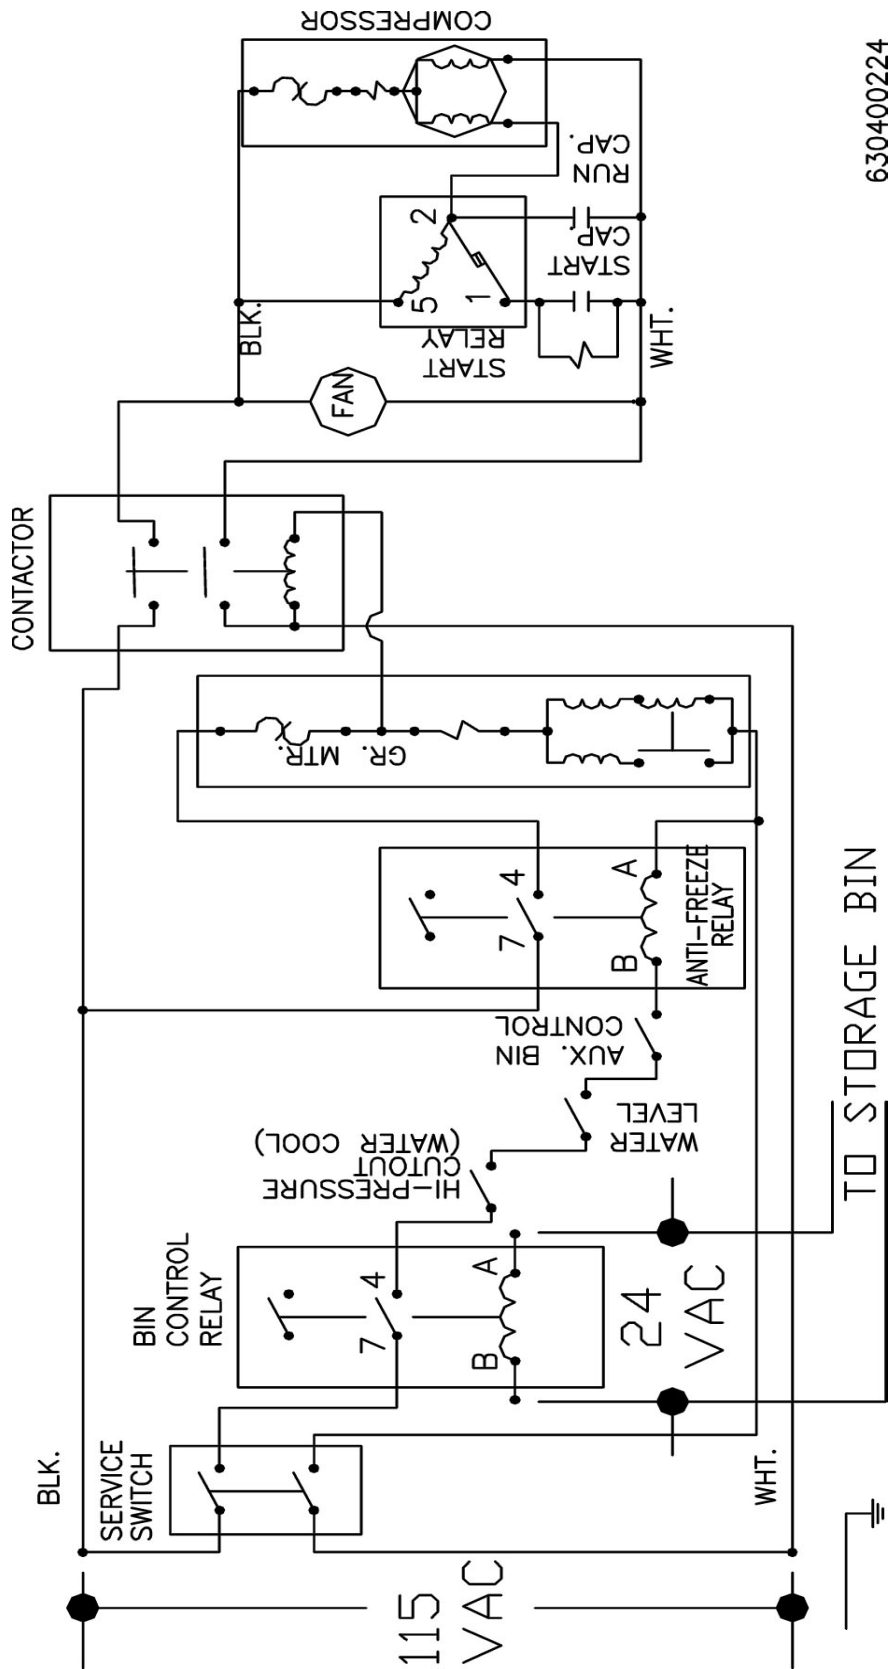 115
VAC
BLK.
SERVICE
SWITCH
WHT.
BIN
CONTROL
RELAY
7
4
B
A
24
VAC
TO STORAGE BIN
HI-PRESSURE
CUTOUT
(WATER COOL)
WATER
LEVEL
AUX. BIN
CONTROL
7
4
B
A
ANTI-FREEZE
RELAY
GR. MTR.
CONTACTOR
FAN
BLK.
WHT.
START
RELAY
5
2
1
START
CAP.
RUN
CAP.
COMPRESSOR
630400224